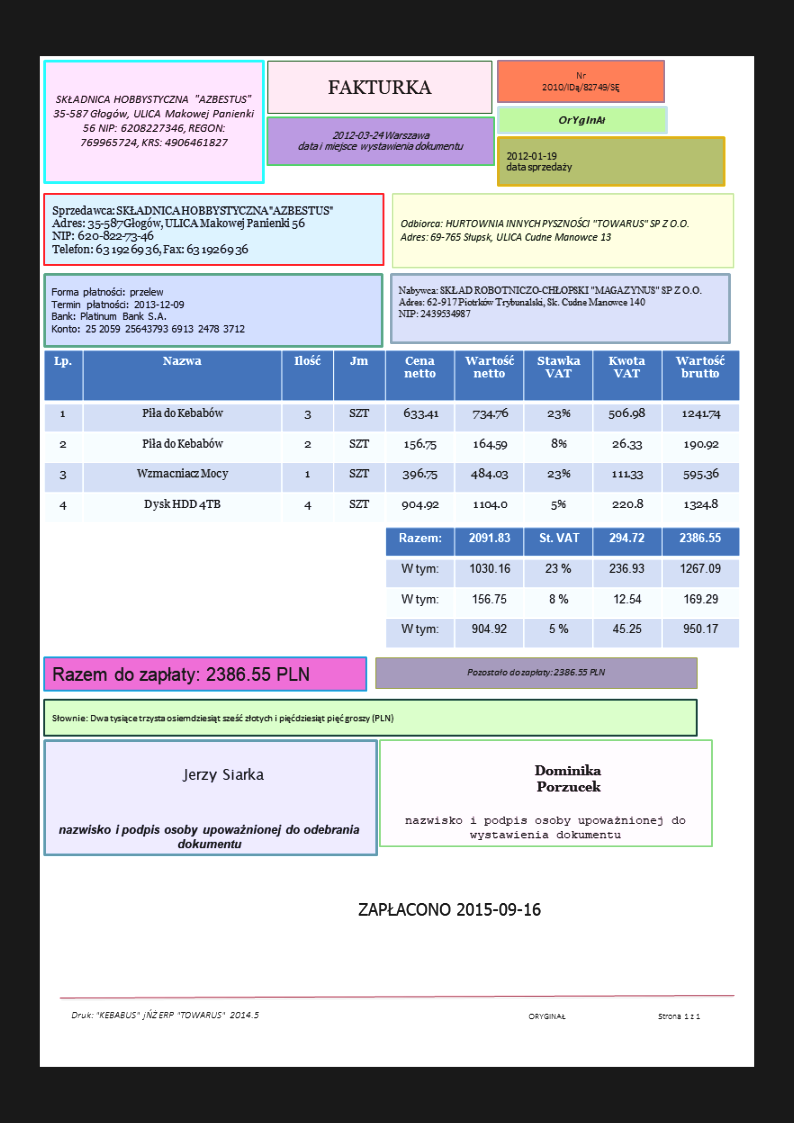 SKŁADNICA HOBBYSTYCZNA "AZBESTUS"
35-587 Głogów, ULICA Makowej Panienki
56 NIP: 6208227346, REGON:
769965724, KRS: 4906461827
FAKTURKA
2012-03-24 Warszawa
data i miejsce wystawienia dokumentu
Nr
2010/IDą/82749/SĘ
OrYgInAł
2012-01-19
data sprzedaży
Sprzedawca: SKŁADNICA HOBBYSTYCZNA "AZBESTUS"
Adres: 35-587 Głogów, ULICA Makowej Panienki 56
NIP: 620-822-73-46
Telefon: 63 192 69 36, Fax: 63 192 69 36
Odbiorca: HURTOWNIA INNYCH PYSZNOŚCI "TOWARUS" SP Z O.O.
Adres: 69-765 Słupsk, ULICA Cudne Manowce 13
Forma płatności: przelew
Termin płatności: 2013-12-09
Bank: Platinum Bank S.A.
Konto: 25 2059 25643793 6913 2478 3712
Nabywca: SKŁAD ROBOTNICZO-CHŁOPSKI "MAGAZYNUS" SP Z O.O.
Adres: 62-917 Piotrków Trybunalski, Sk. Cudne Manowce 140
NIP: 2439534987
Lp. Nazwa Ilość Jm Cena netto Wartość netto Stawka VAT Kwota VAT Wartość brutto
1 Piła do Kebabów 3 SZT 633.41 734.76 23% 506.98 1241.74
2 Piła do Kebabów 2 SZT 156.75 164.59 8% 26.33 190.92
3 Wzmacniacz Mocy 1 SZT 396.75 484.03 23% 111.33 595.36
4 Dysk HDD 4TB 4 SZT 904.92 1104.0 5% 220.8 1324.8
Razem: 2091.83 St. VAT 294.72 2386.55
W tym: 1030.16 23 % 236.93 1267.09
W tym: 156.75 8 % 12.54 169.29
W tym: 904.92 5 % 45.25 950.17
Razem do zapłaty: 2386.55 PLN
Pozostało do zapłaty: 2386.55 PLN
Słownie: Dwa tysiące trzysta osiemdziesiąt sześć złotych i pięćdziesiąt pięć groszy (PLN)
Jerzy Siarka
nazwisko i podpis osoby upoważnionej do odebrania
dokumentu
Dominika
Porzucek
nazwisko i podpis osoby upoważnionej do
wystawienia dokumentu
ZAPŁACONO 2015-09-16
Druk: "KEBABUS" jŃŻ ERP "TOWARUS" 2014.5
ORYGINAŁ
Strona 1 z 1